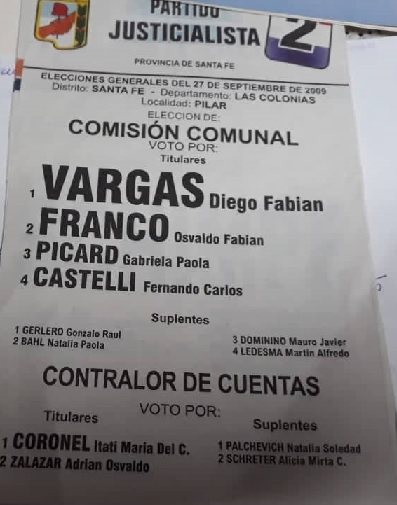 PARTIDO
JUSTICIALISTA
2
PROVINCIA DE SANTA FE
ELECCIONES GENERALES DEL 27 DE SEPTIEMBRE DE 2009
Distrito: SANTA FE - Departamento: LAS COLONIAS
Localidad: PILAR
ELECCION DE:
COMISIÓN COMUNAL
VOTO POR:
Titulares
1 VARGAS Diego Fabian
2 FRANCO Osvaldo Fabian
3 PICARD Gabriela Paola
4 CASTELLI Fernando Carlos
Suplentes
1 GERLERO Gonzalo Raul
2 BAHL Natalia Paola
3 DOMININO Mauro Javier
4 LEDESMA Martin Alfredo
CONTRALOR DE CUENTAS
VOTO POR:
Titulares
1 CORONEL Itati Maria Del C.
2 ZALAZAR Adrian Osvaldo
Suplentes
1 PALCHEVICH Natalia Soledad
2 SCHRETER Alicia Mirta C.